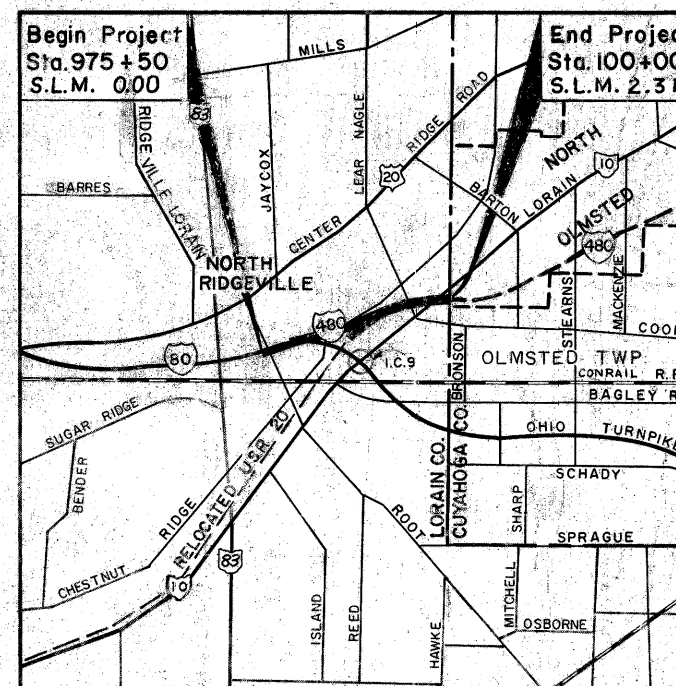 Begin Project
Sta. 975+50
S.L.M. 0.00
End Projec
Sta. 100+00
S.L.M. 2.31
MILLS
83
RIDGEVILLE LORAIN
JAYCOX
LEAR NAGLE
CENTER RIDGE ROAD
20
BARRES
BARTON
LORAIN
10
NORTH
OLMSTED
480
NORTH
RIDGEVILLE
480
80
I.C.9
STIEARNS
MACKENZIE
COOK
OLMSTED TWP.
CONRAIL R.R
BAGLEY R
BRONSON
SUGAR RIDGE
BENDER
CHESTNUT RIDGE
RELOCATED U.S.R. 20
10
83
OHIO TURNPIKE
LORAIN CO.
CUYAHOGA CO.
SCHADY
SHARP
SPRAGUE
ROOT
ISLAND
REED
HAWKE
MITCHELL
OSBORNE